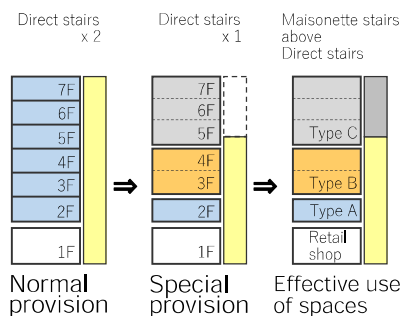 Direct stairs
x 2
Direct stairs
x 1
Maisonette stairs
above
Direct stairs
7F
6F
5F
4F
3F
2F
1F
⇒
7F
6F
5F
4F
3F
2F
1F
⇒
Type C
Type B
Type A
Retail
shop
Normal
provision
Special
provision
Effective use
of spaces